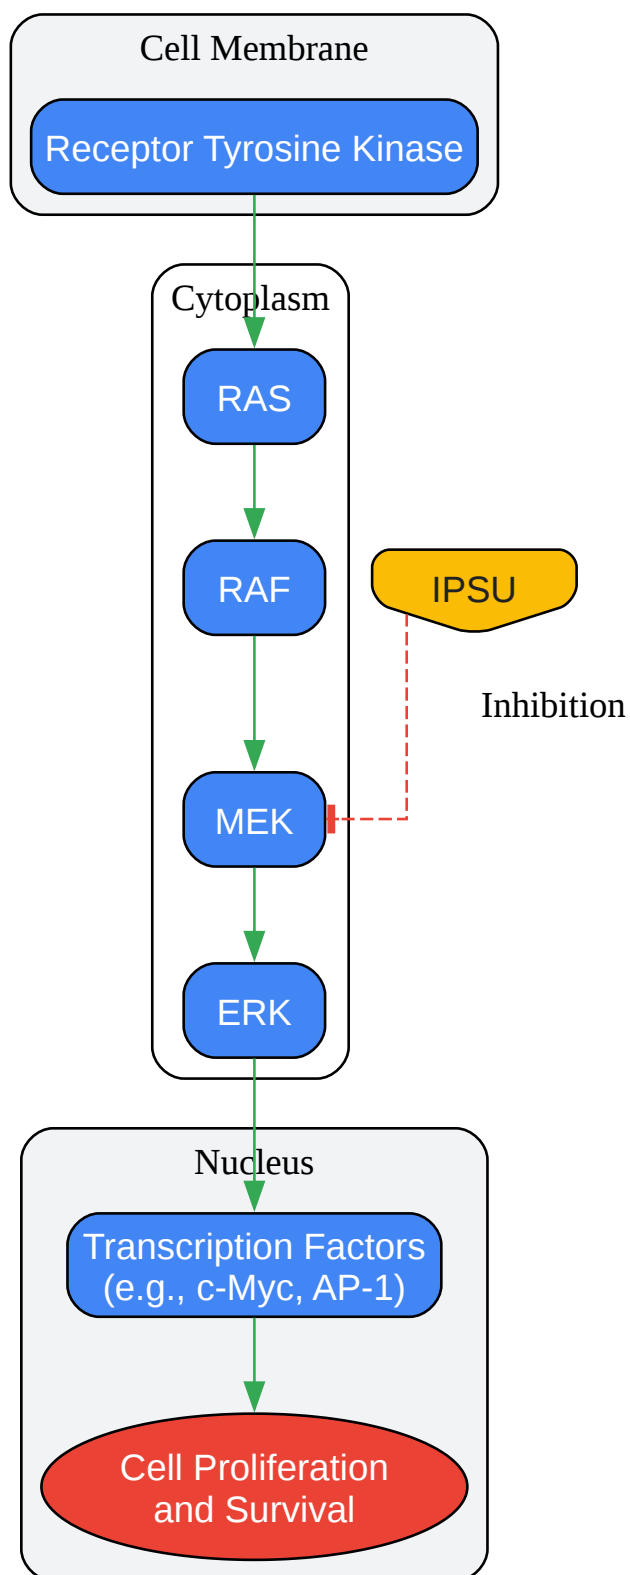 Cell Membrane
Receptor Tyrosine Kinase
Cytoplasm
RAS
RAF
IPSU
Inhibition
MEK
ERK
Nucleus
Transcription Factors
(e.g., c-Myc, AP-1)
Cell Proliferation
and Survival